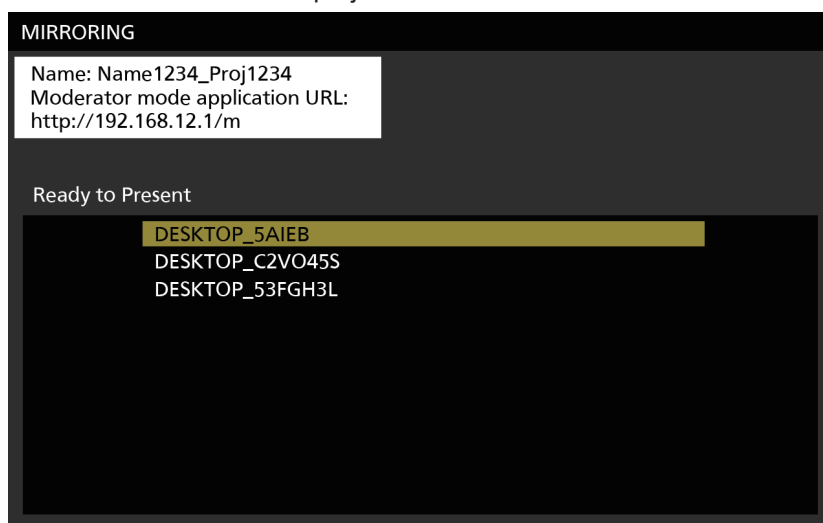 MIRRORING
Name: Name1234_Proj1234
Moderator mode application URL:
http://192.168.12.1/m
Ready to Present
DESKTOP_5AIEB
DESKTOP_C2VO45S
DESKTOP_53FGH3L